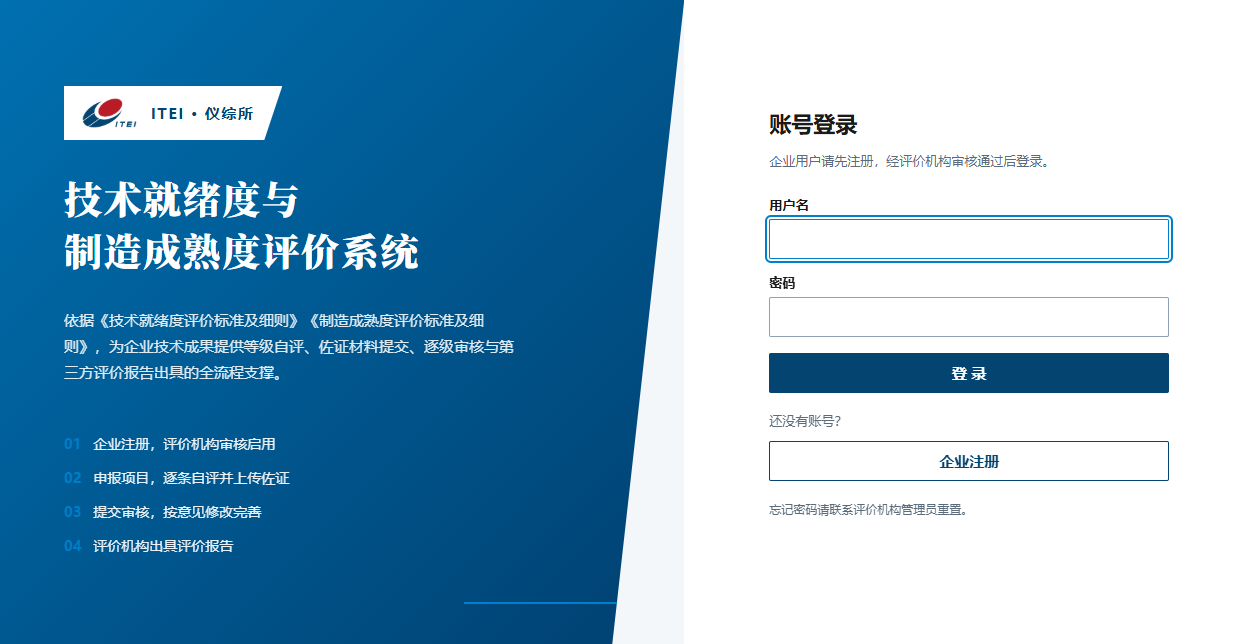 ITEI
ITEI · 仪综所
技术就绪度与
制造成熟度评价系统
依据《技术就绪度评价标准及细则》《制造成熟度评价标准及细
则》，为企业技术成果提供等级自评、佐证材料提交、逐级审核与第
三方评价报告出具的全流程支撑。
01 企业注册，评价机构审核启用
02 申报项目，逐条自评并上传佐证
03 提交审核，按意见修改完善
04 评价机构出具评价报告
账号登录
企业用户请先注册，经评价机构审核通过后登录。
用户名
密码
登 录
还没有账号？
企业注册
忘记密码请联系评价机构管理员重置。